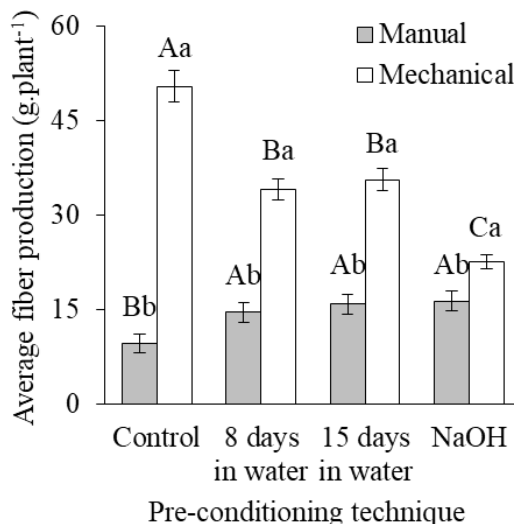 Average fiber production (g.plant⁻¹)
60
45
30
15
0
Manual
Mechanical
Aa
Ba
Ba
Ca
Bb
Ab
Ab
Ab
Control
8 days
in water
15 days
in water
NaOH
Pre-conditioning technique